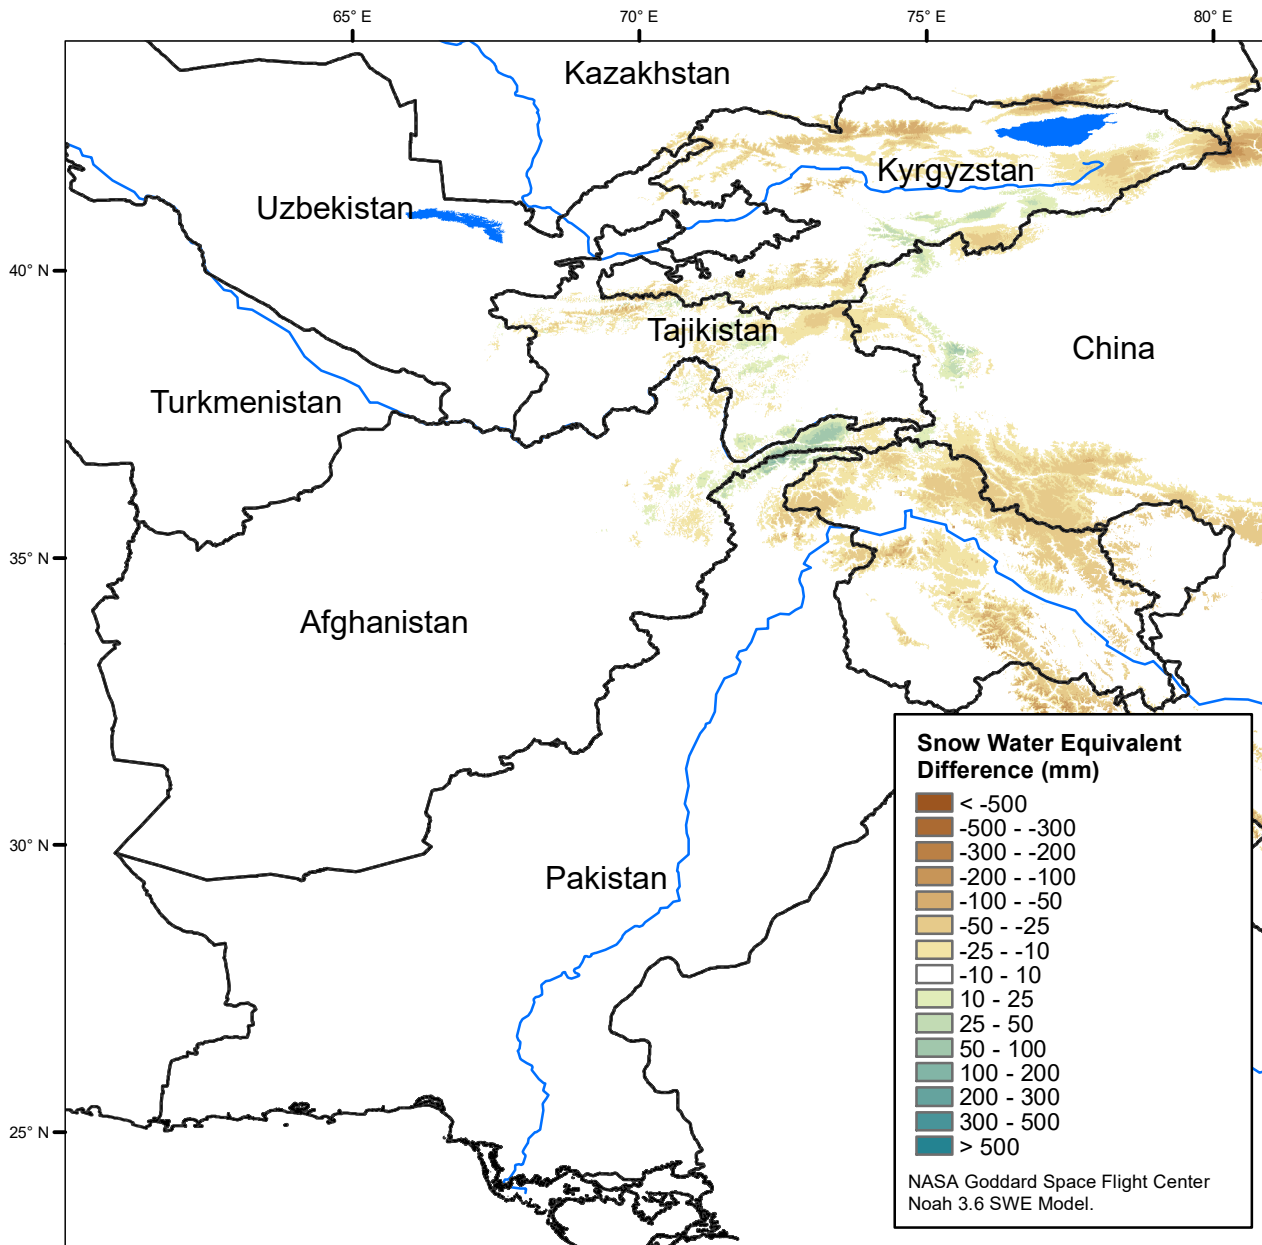 65° E
70° E
75° E
80° E
Kazakhstan
Kyrgyzstan
Uzbekistan
40° N
Tajikistan
China
Turkmenistan
35° N
Afghanistan
30° N
Pakistan
25° N
Snow Water Equivalent
Difference (mm)
< -500
-500 - -300
-300 - -200
-200 - -100
-100 - -50
-50 - -25
-25 - -10
-10 - 10
10 - 25
25 - 50
50 - 100
100 - 200
200 - 300
300 - 500
> 500
NASA Goddard Space Flight Center
Noah 3.6 SWE Model.